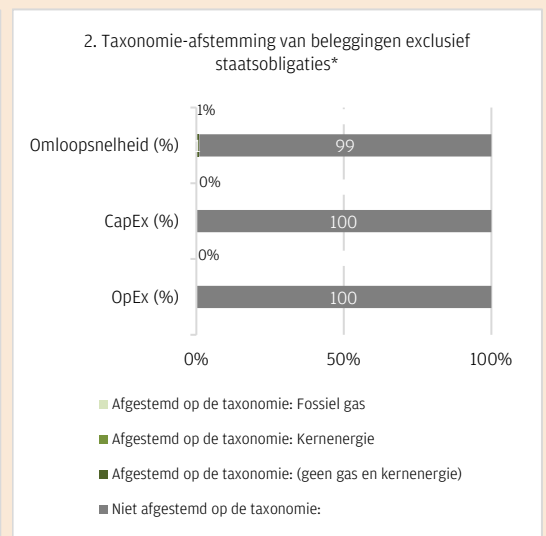 2. Taxonomie-afstemming van beleggingen exclusief
staatsobligaties*
1%
Omloopsnelheid (%) 1 99
0%
CapEx (%) 100
0%
OpEx (%) 100
0% 50% 100%
Afgestemd op de taxonomie: Fossiel gas
Afgestemd op de taxonomie: Kernenergie
Afgestemd op de taxonomie: (geen gas en kernenergie)
Niet afgestemd op de taxonomie: